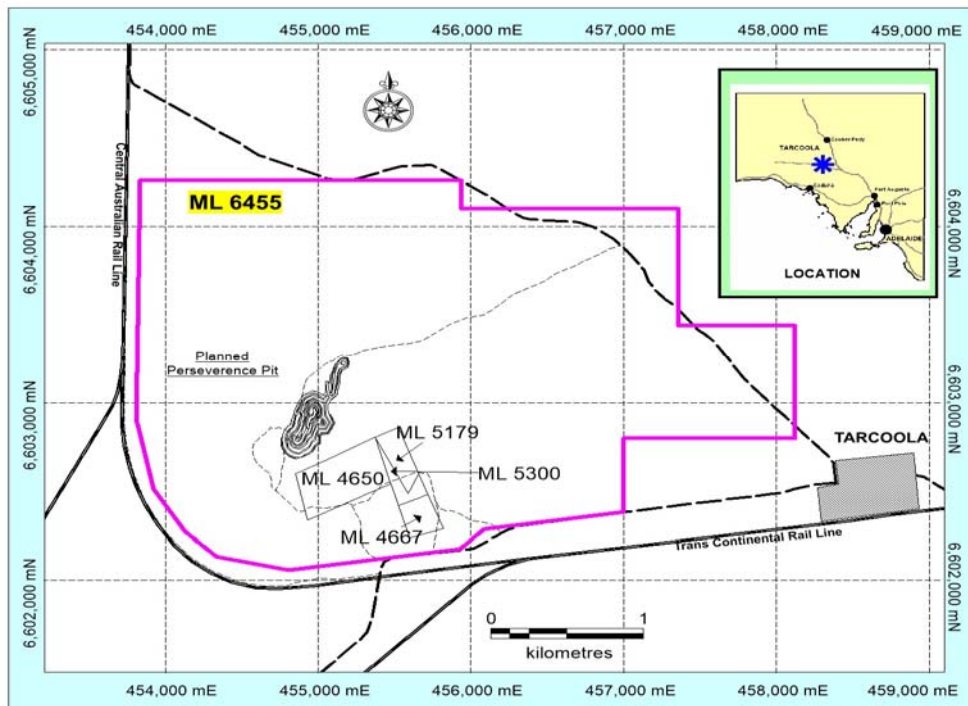 454,000 mE 455,000 mE 456,000 mE 457,000 mE 458,000 mE 459,000 mE
6,605,000 mN
6,604,000 mN
6,603,000 mN
6,602,000 mN
Central Australian Rail Line
ML 6455
TARCOOLA
Ceduna
Port Augusta
ADELAIDE
LOCATION
6,604,000 mN
6,603,000 mN
6,602,000 mN
Planned
Perseverence Pit
ML 5179
ML 5300
ML 4650
ML 4667
TARCOOLA
Trans Continental Rail Line
0 1
kilometres
454,000 mE 455,000 mE 456,000 mE 457,000 mE 458,000 mE 459,000 mE